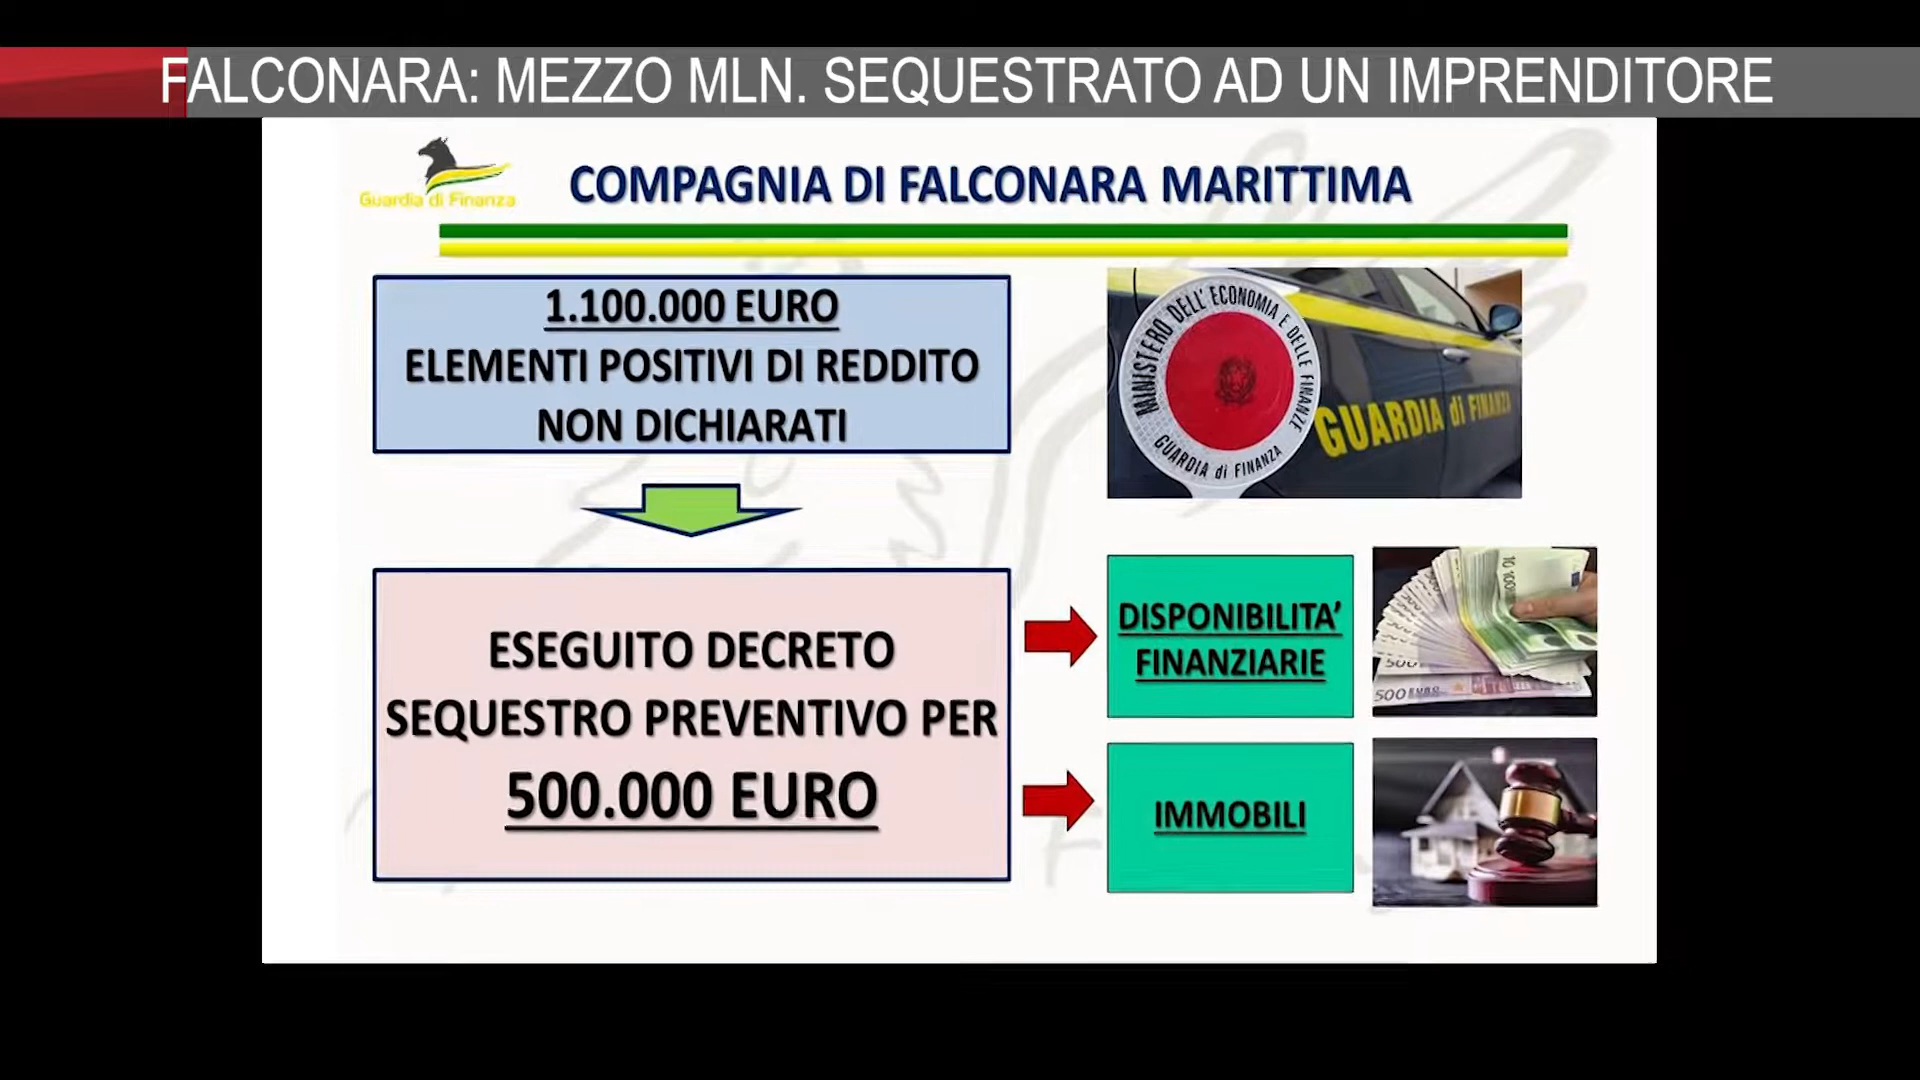 FALCONARA: MEZZO MLN. SEQUESTRATO AD UN IMPRENDITORE
Guardia di Finanza
COMPAGNIA DI FALCONARA MARITTIMA
1.100.000 EURO
ELEMENTI POSITIVI DI REDDITO
NON DICHIARATI
MINISTERO DELL'ECONOMIA E DELLE FINANZE
GUARDIA di FINANZA
GUARDIA di FINANZA
ESEGUITO DECRETO
SEQUESTRO PREVENTIVO PER
500.000 EURO
DISPONIBILITA'
FINANZIARIE
500 EURO
IMMOBILI